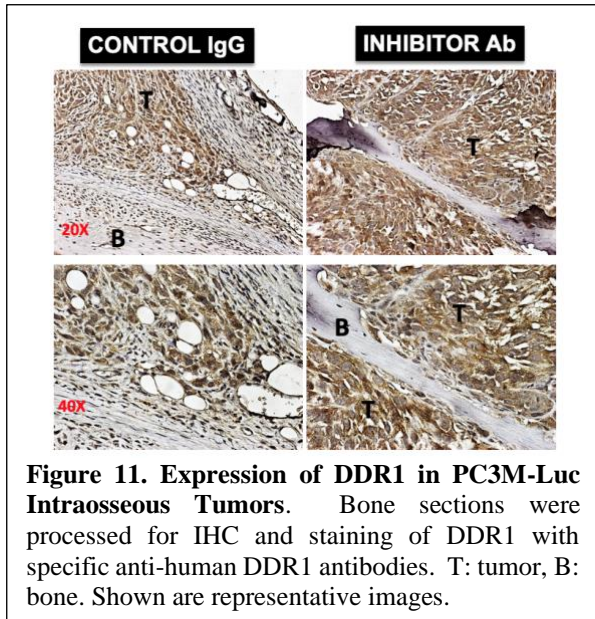 CONTROL IgG
INHIBITOR Ab
T
T
20X
B
B
T
T
40X
Figure 11. Expression of DDR1 in PC3M-Luc
Intraosseous Tumors. Bone sections were
processed for IHC and staining of DDR1 with
specific anti-human DDR1 antibodies. T: tumor, B:
bone. Shown are representative images.